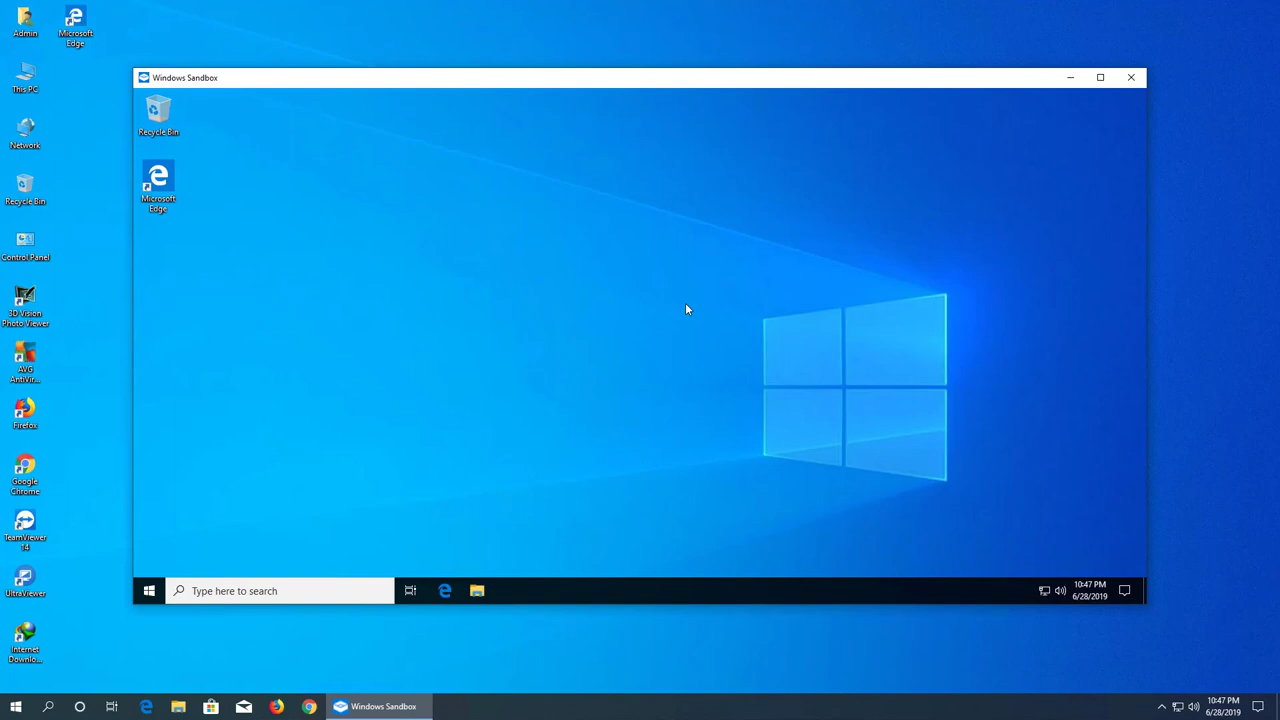 Admin
Microsoft
Edge
This PC
Network
Recycle Bin
Control Panel
3D Vision
Photo Viewer
AVG
AntiVir...
Firefox
Google
Chrome
TeamViewer
14
UltraViewer
Internet
Downlo...
Windows Sandbox
Recycle Bin
Microsoft
Edge
Type here to search
10:47 PM
6/28/2019
Windows Sandbox
10:47 PM
6/28/2019